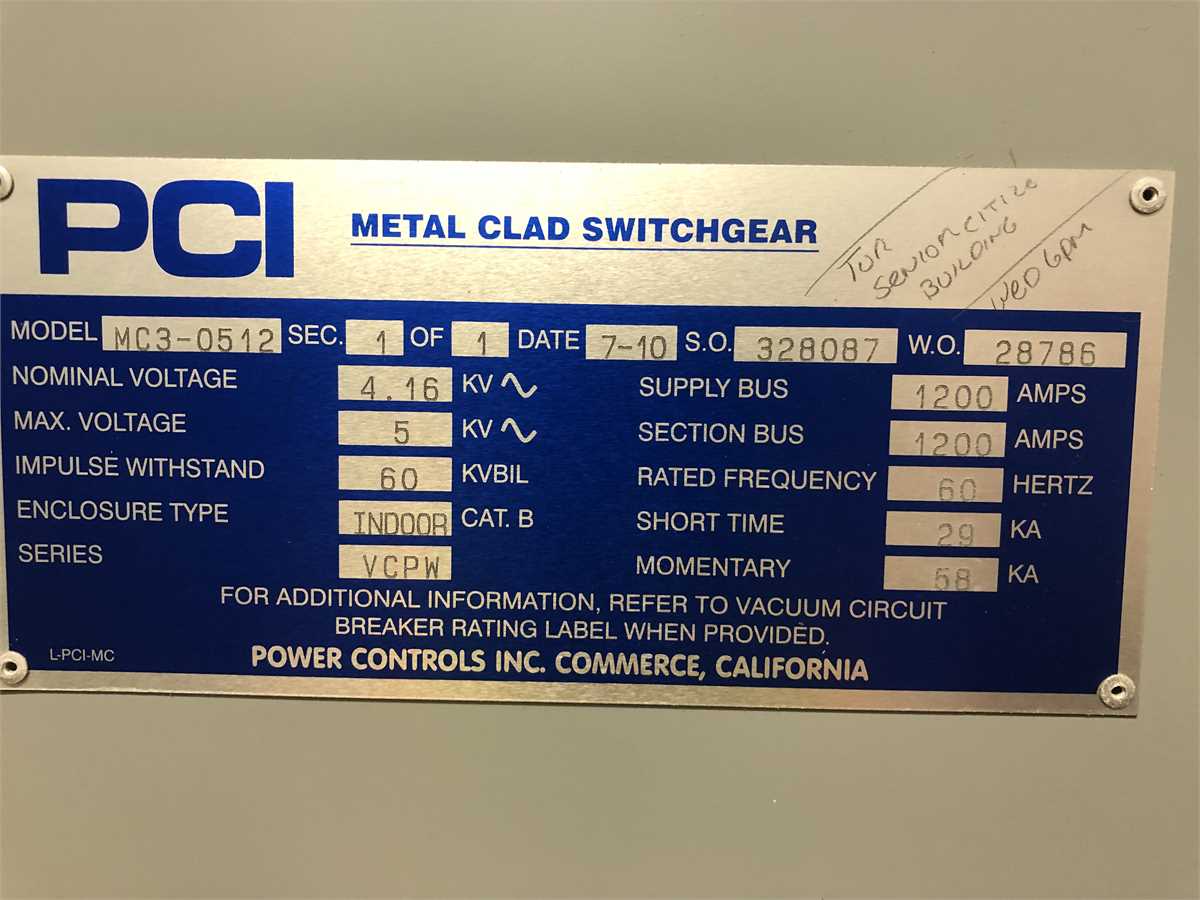 PCI
METAL CLAD SWITCHGEAR
SENIOR CITIZE
BUILDING
WED 6PM
MODEL MC3-0512 SEC. 1 OF 1 DATE 7-10 S.O. 328087 W.O. 28786
NOMINAL VOLTAGE 4.16 KV SUPPLY BUS 1200 AMPS
MAX. VOLTAGE 5 KV SECTION BUS 1200 AMPS
IMPULSE WITHSTAND 60 KVBIL RATED FREQUENCY 60 HERTZ
ENCLOSURE TYPE INDOOR CAT. B SHORT TIME 29 KA
SERIES VCPW MOMENTARY 58 KA
FOR ADDITIONAL INFORMATION, REFER TO VACUUM CIRCUIT
BREAKER RATING LABEL WHEN PROVIDED.
L-PCI-MC POWER CONTROLS INC. COMMERCE, CALIFORNIA